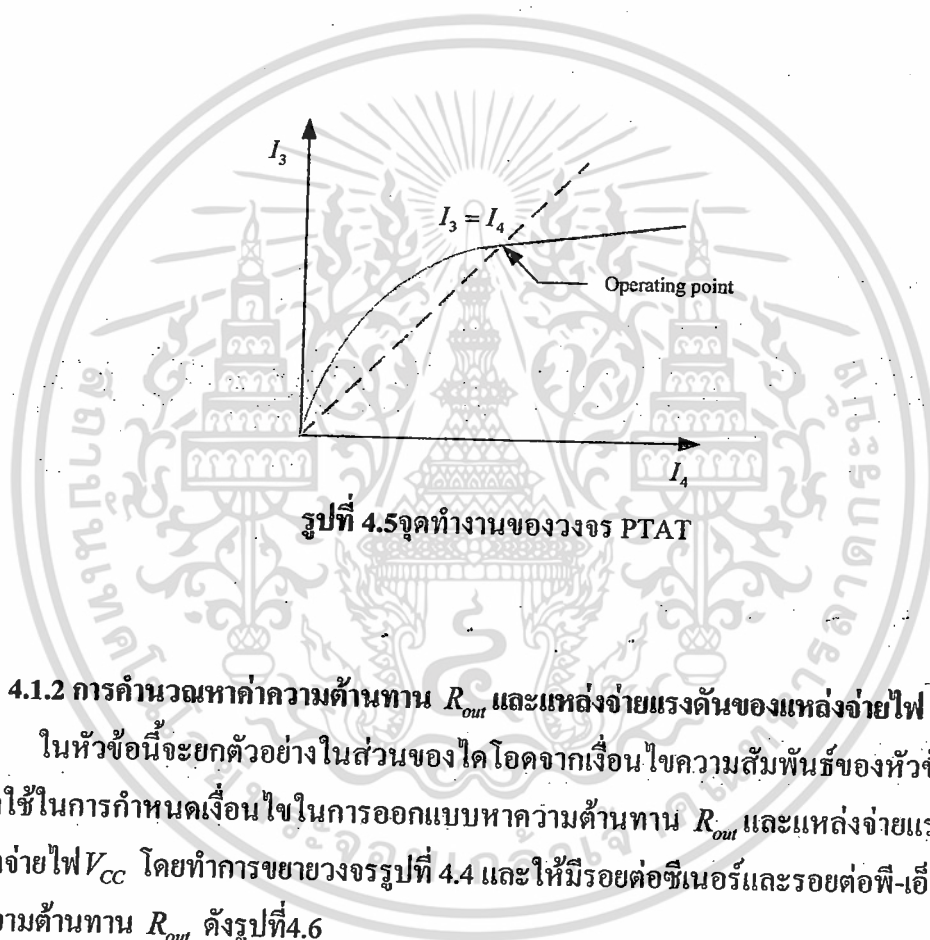 I₃
I₃ = I₄
Operating point
I₄
รูปที่ 4.5จุดทำงานของวงจร PTAT
4.1.2 การคำนวณหาค่าความต้านทาน R_out และแหล่งจ่ายแรงดันของแหล่งจ่ายไฟ
ในหัวข้อนี้จะยกตัวอย่างในส่วนของไดโอดจากเงื่อนไขความสัมพันธ์ของหัวข้
ใช้ในการกำหนดเงื่อนไขในการออกแบบหาความต้านทาน R_out และแหล่งจ่ายแร
จ่ายไฟV_CC โดยทำการขยายวงจรรูปที่ 4.4 และให้มีรอยต่อซีเนอร์และรอยต่อพี-เอ็
วามต้านทาน R_out ดังรูปที่4.6